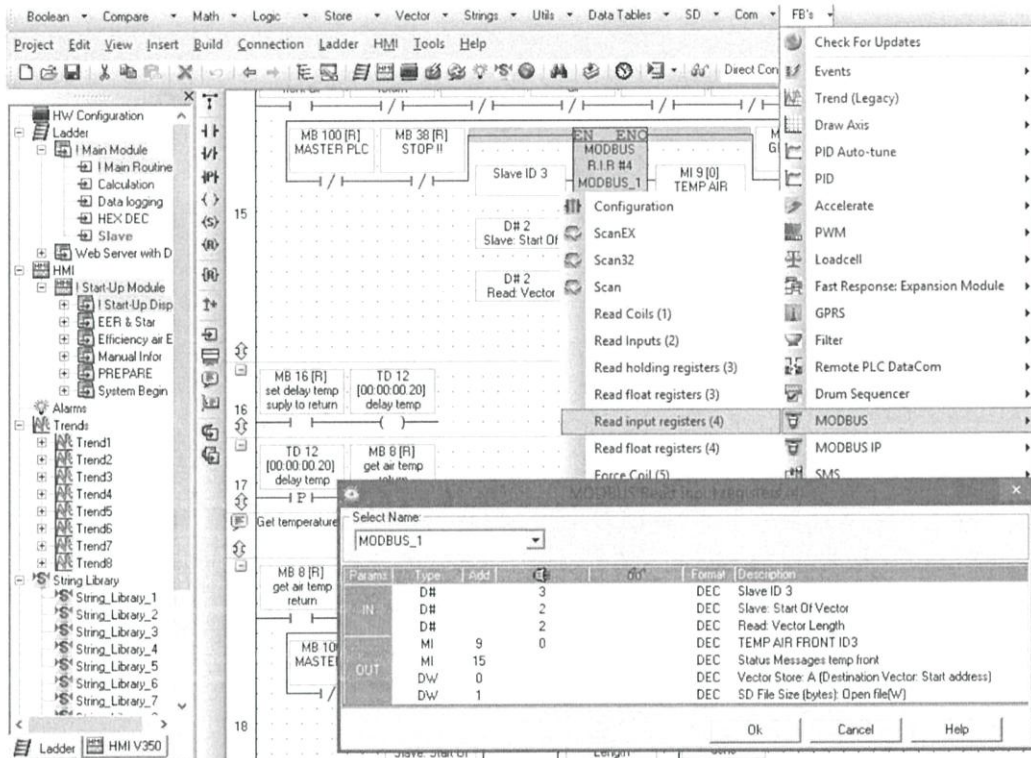 Boolean Compare Math Logic Store Vector Strings Utils Data Tables SD Com FB's
Project Edit View Insert Build Connection Ladder HMI Tools Help
Direct Con
HW Configuration
Ladder
! Main Module
! Main Routine
Calculation
Data logging
HEX DEC
Slave
Web Server with D
HMI
! Start-Up Module
! Start-Up Disp
EER & Star
Efficiency air E
Manual Infor
PREPARE
System Begin
Alarms
Trends
Trend1
Trend2
Trend3
Trend4
Trend5
Trend6
Trend7
Trend8
String Library
String_Library_1
String_Library_2
String_Library_3
String_Library_4
String_Library_5
String_Library_6
String_Library_7
Ladder HMI V350
MB 100 [R]
MASTER PLC
MB 38 [R]
STOP !!
EN ENO
MODBUS
R.I.R #4
MODBUS_1
Slave ID 3
MI 9 [0]
TEMP AIR
15
D# 2
Slave: Start Of
D# 2
Read: Vector
MB 16 [R]
set delay temp
suply to return
TD 12
[00:00:00.20]
delay temp
16
TD 12
[00:00:00.20]
delay temp
MB 8 [R]
get air temp
return
P
17
Get temperature
MB 8 [R]
get air temp
return
MB 10
MASTE
18
Check For Updates
Events
Trend (Legacy)
Draw Axis
PID Auto-tune
PID
Accelerate
PWM
Loadcell
Fast Response: Expansion Module
GPRS
Filter
Remote PLC DataCom
Drum Sequencer
MODBUS
MODBUS IP
SMS
Configuration
ScanEX
Scan32
Scan
Read Coils (1)
Read Inputs (2)
Read holding registers (3)
Read float registers (3)
Read input registers (4)
Read float registers (4)
Force Coil (5)
MODBUS Read input registers (4)
Select Name:
MODBUS_1
Params Type Add Format Description
IN
D# 3 DEC Slave ID 3
D# 2 DEC Slave: Start Of Vector
D# 2 DEC Read: Vector Length
OUT
MI 9 0 DEC TEMP AIR FRONT ID3
MI 15 DEC Status Messages temp front
DW 0 DEC Vector Store: A (Destination Vector: Start address)
DW 1 DEC SD File Size (bytes): Open file(W)
Ok Cancel Help